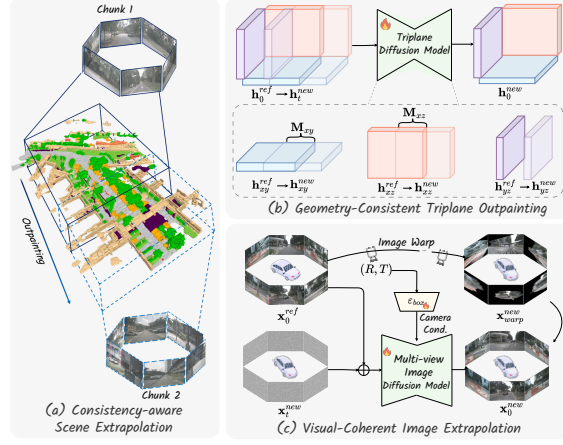 Chunk 1
Outpainting
Chunk 2
(a) Consistency-aware
Scene Extrapolation
Triplane
Diffusion Model
h_0^{ref} → h_t^{new}
h_0^{new}
M_{xy}
M_{xz}
h_{xy}^{ref} → h_{xy}^{new}
h_{xz}^{ref} → h_{xz}^{new}
h_{yz}^{ref} → h_{yz}^{new}
(b) Geometry-Consistent Triplane Outpainting
Image Warp
(R, T)
x_0^{ref}
ε_{box}
Camera
Cond.
x_{warp}^{new}
Multi-view
Image
Diffusion Model
x_t^{new}
x_0^{new}
(c) Visual-Coherent Image Extrapolation